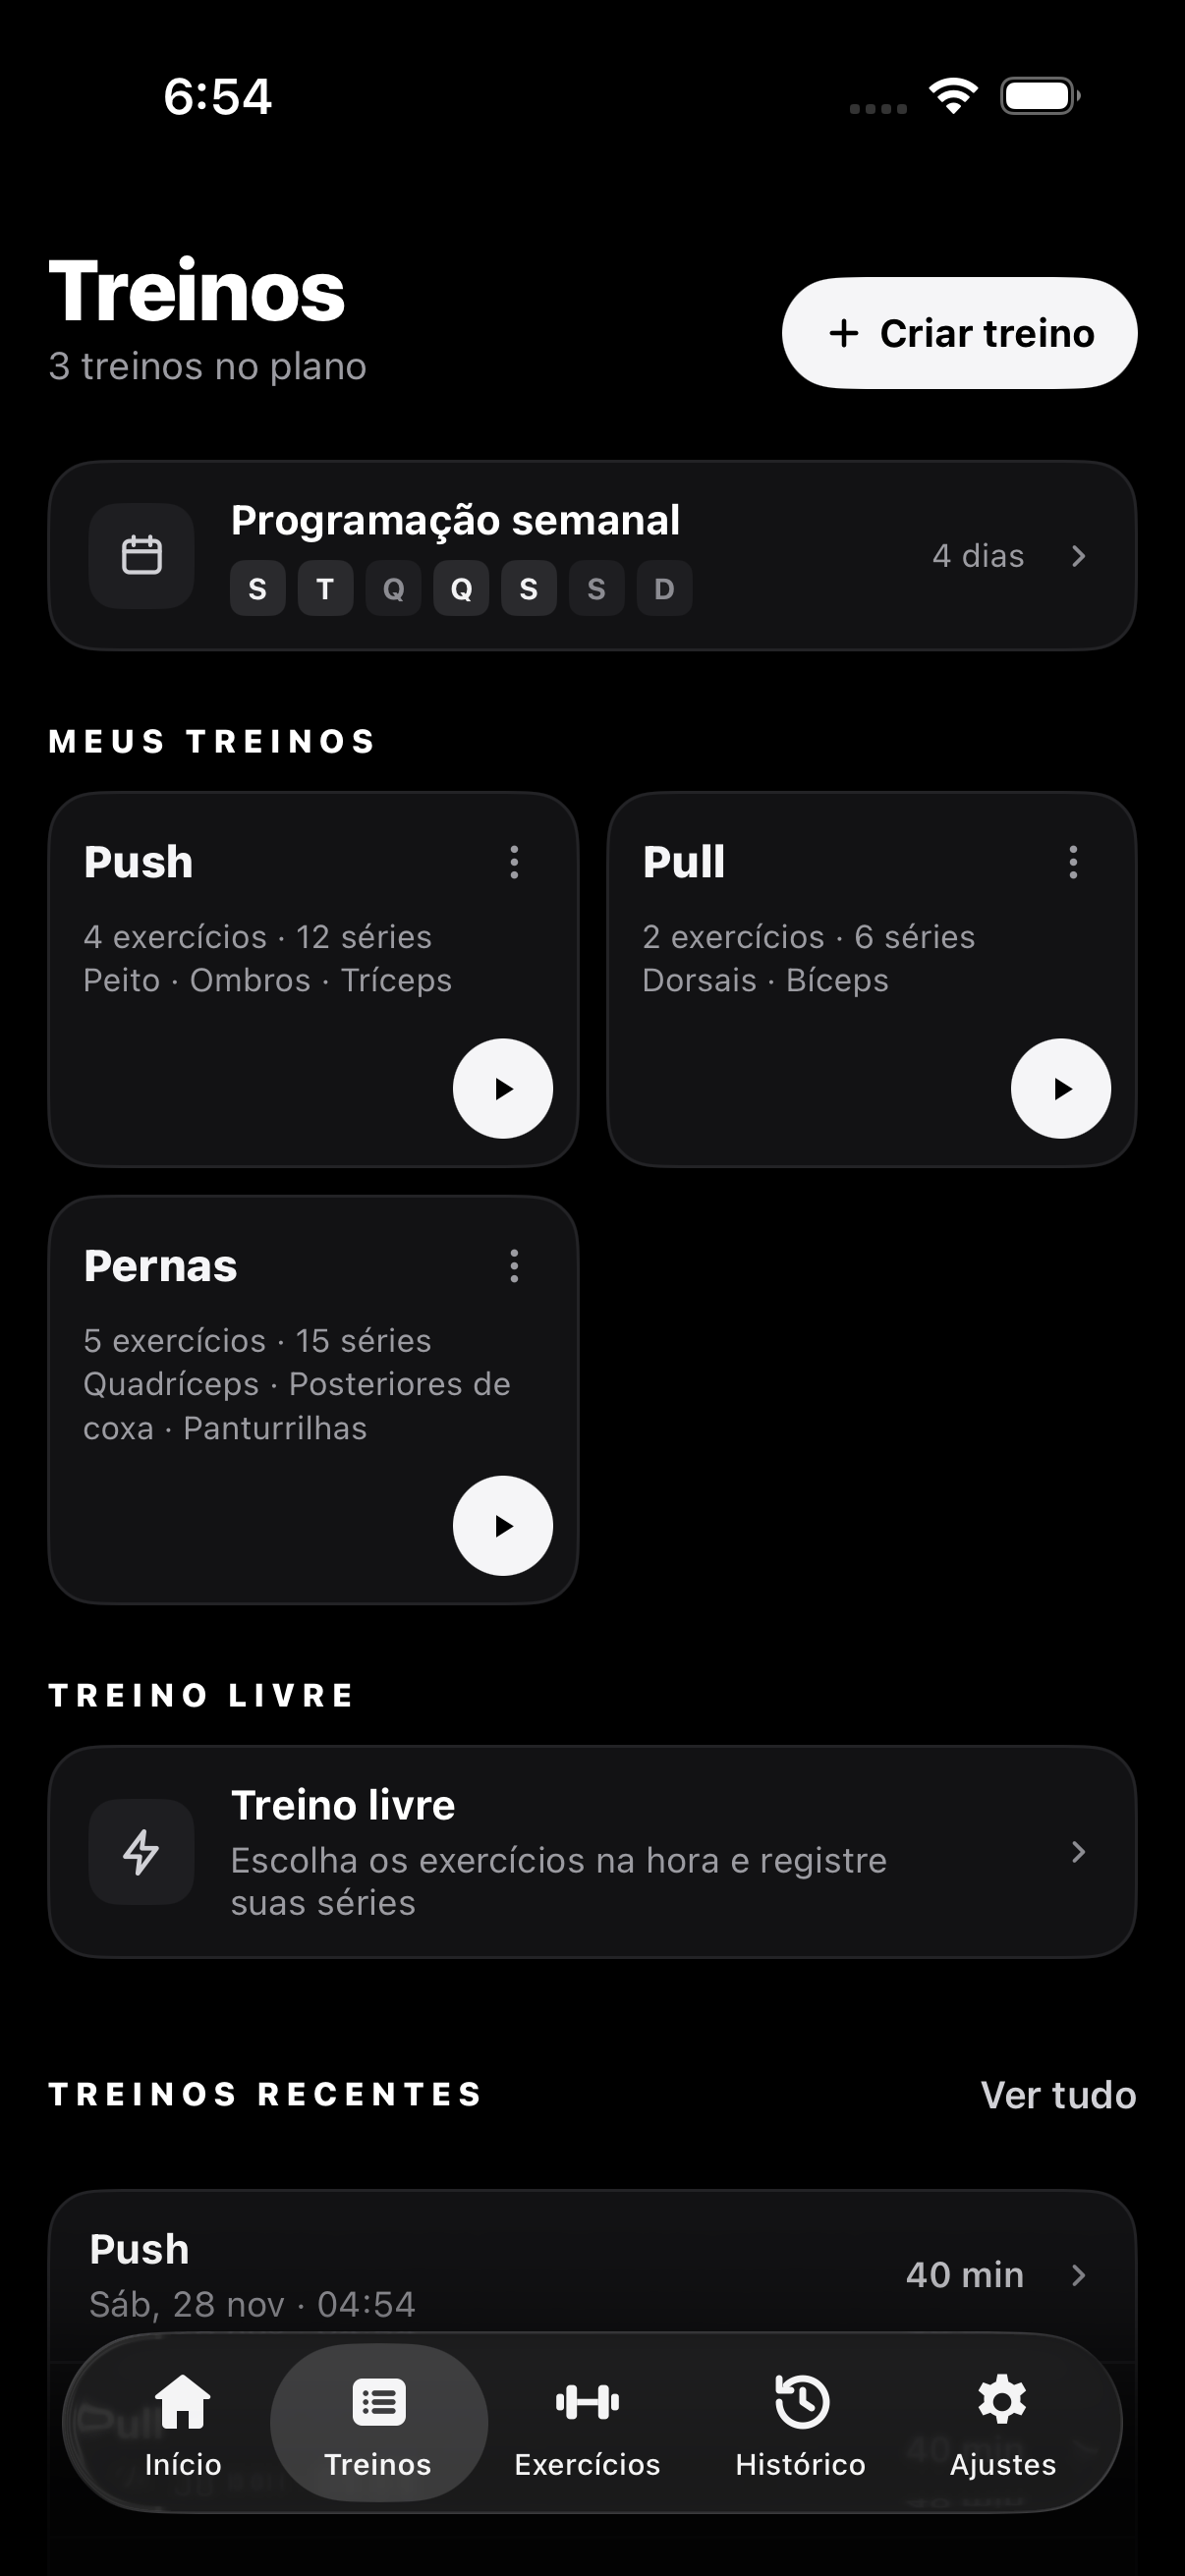 6:54
Treinos
3 treinos no plano
+ Criar treino
Programação semanal
S T Q Q S S D
4 dias
MEUS TREINOS
Push
4 exercícios · 12 séries
Peito · Ombros · Tríceps
Pull
2 exercícios · 6 séries
Dorsais · Bíceps
Pernas
5 exercícios · 15 séries
Quadríceps · Posteriores de
coxa · Panturrilhas
TREINO LIVRE
Treino livre
Escolha os exercícios na hora e registre
suas séries
TREINOS RECENTES
Ver tudo
Push
Sáb, 28 nov · 04:54
40 min
Pull
40 min
Início
Treinos
Exercícios
Histórico
Ajustes